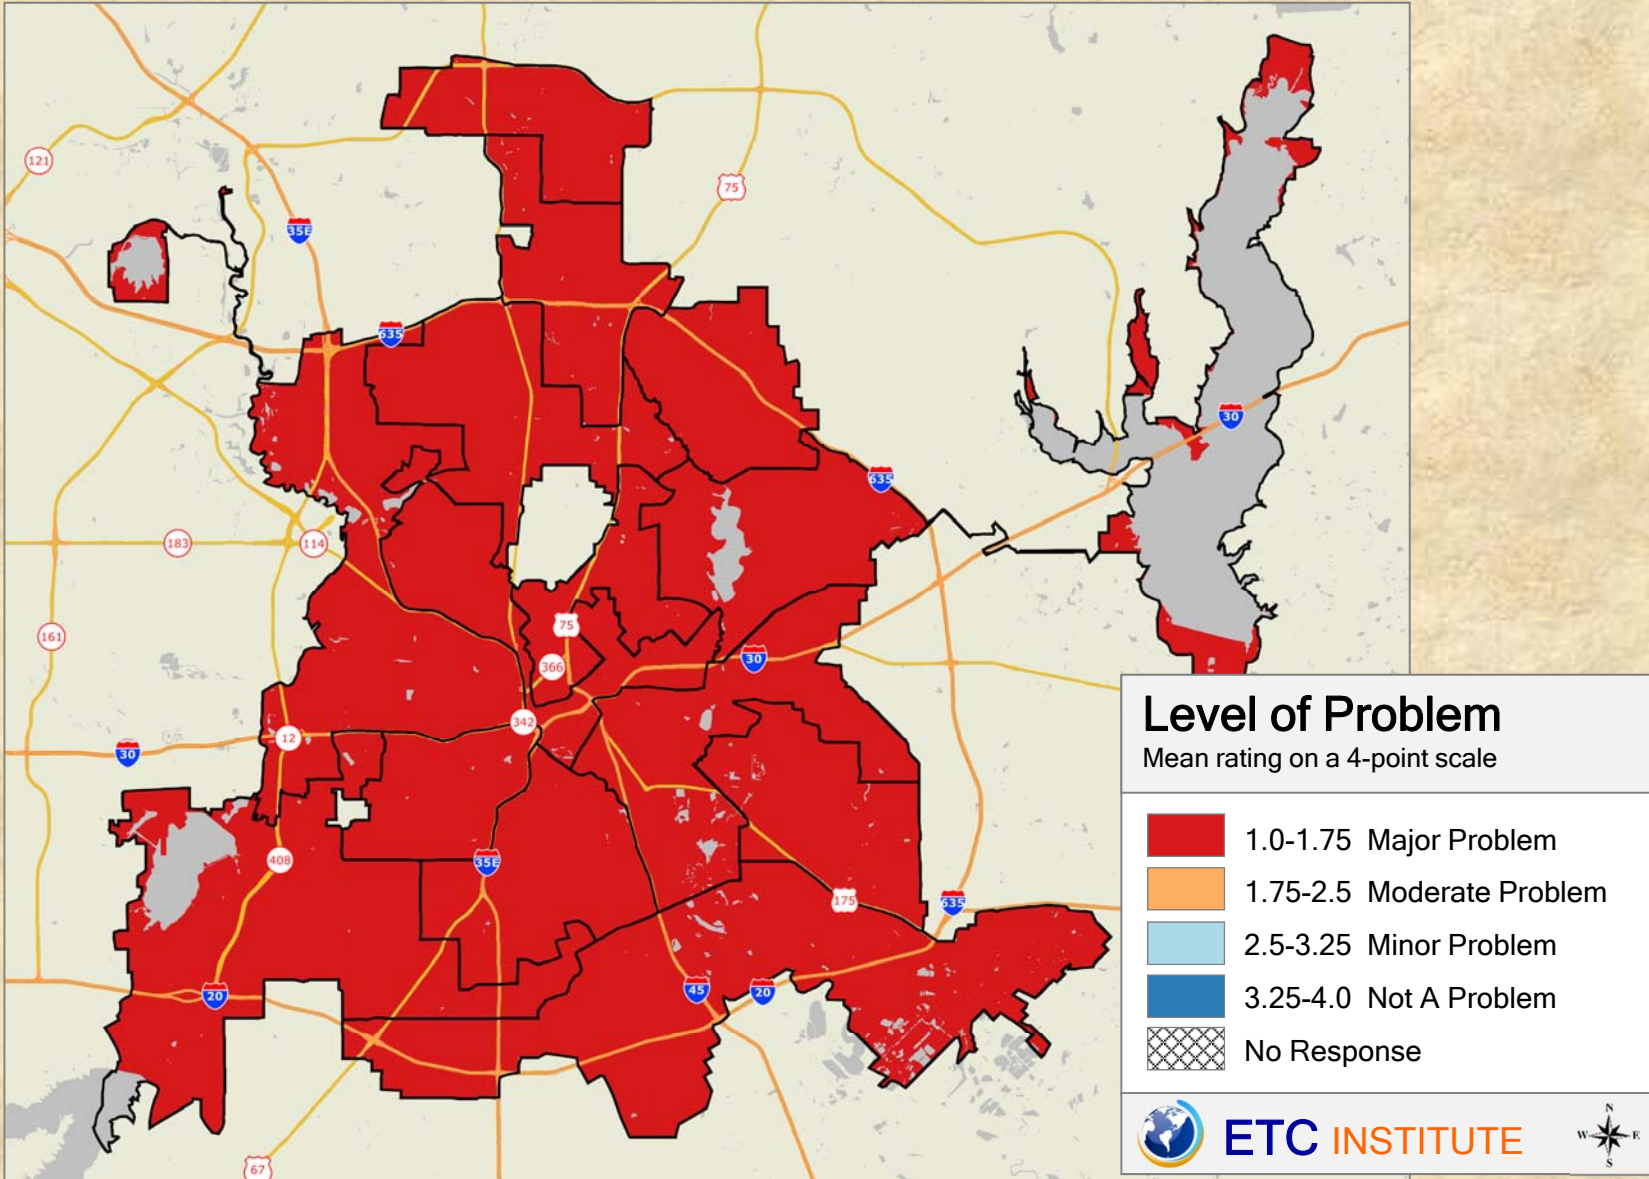 121
75
35E
635
30
635
183
114
161
75
366
30
342
12
30
408
35E
175
635
20
45
20
67
Level of Problem
Mean rating on a 4-point scale
1.0-1.75 Major Problem
1.75-2.5 Moderate Problem
2.5-3.25 Minor Problem
3.25-4.0 Not A Problem
No Response
ETC INSTITUTE
N
W E
S